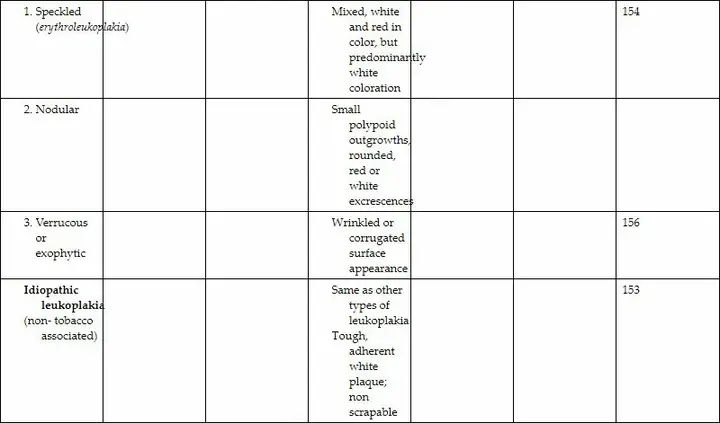 1. Speckled
(erythroleukoplakia)
Mixed, white
and red in
color, but
predominantly
white
coloration
154
2. Nodular
Small
polypoid
outgrowths,
rounded,
red or
white
excrescences
3. Verrucous
or
exophytic
Wrinkled or
corrugated
surface
appearance
156
Idiopathic
leukoplakia
(non- tobacco
associated)
Same as other
types of
leukoplakia
Tough,
adherent
white
plaque;
non
scrapable
153